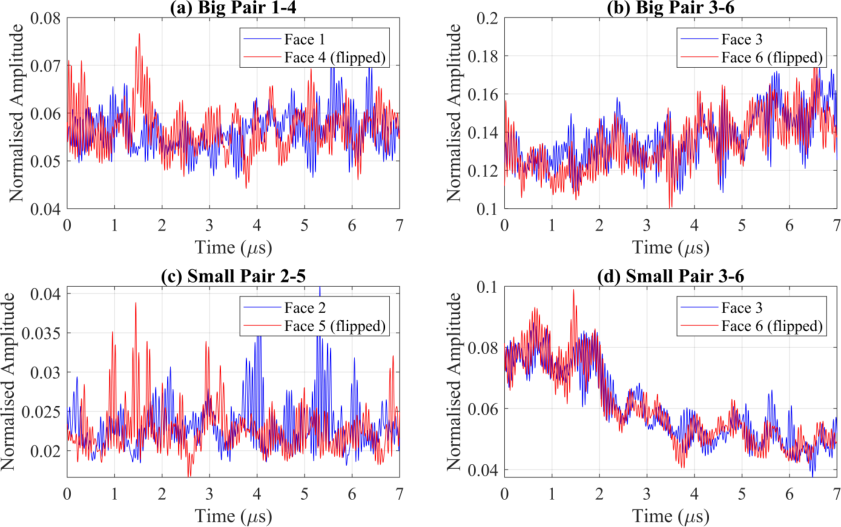 (a) Big Pair 1-4
Normalised Amplitude
0.08
0.07
0.06
0.05
0.04
Face 1
Face 4 (flipped)
0 1 2 3 4 5 6 7
Time (μs)
(b) Big Pair 3-6
Normalised Amplitude
0.2
0.18
0.16
0.14
0.12
0.1
Face 3
Face 6 (flipped)
0 1 2 3 4 5 6 7
Time (μs)
(c) Small Pair 2-5
Normalised Amplitude
0.04
0.035
0.03
0.025
0.02
Face 2
Face 5 (flipped)
0 1 2 3 4 5 6 7
Time (μs)
(d) Small Pair 3-6
Normalised Amplitude
0.1
0.08
0.06
0.04
Face 3
Face 6 (flipped)
0 1 2 3 4 5 6 7
Time (μs)